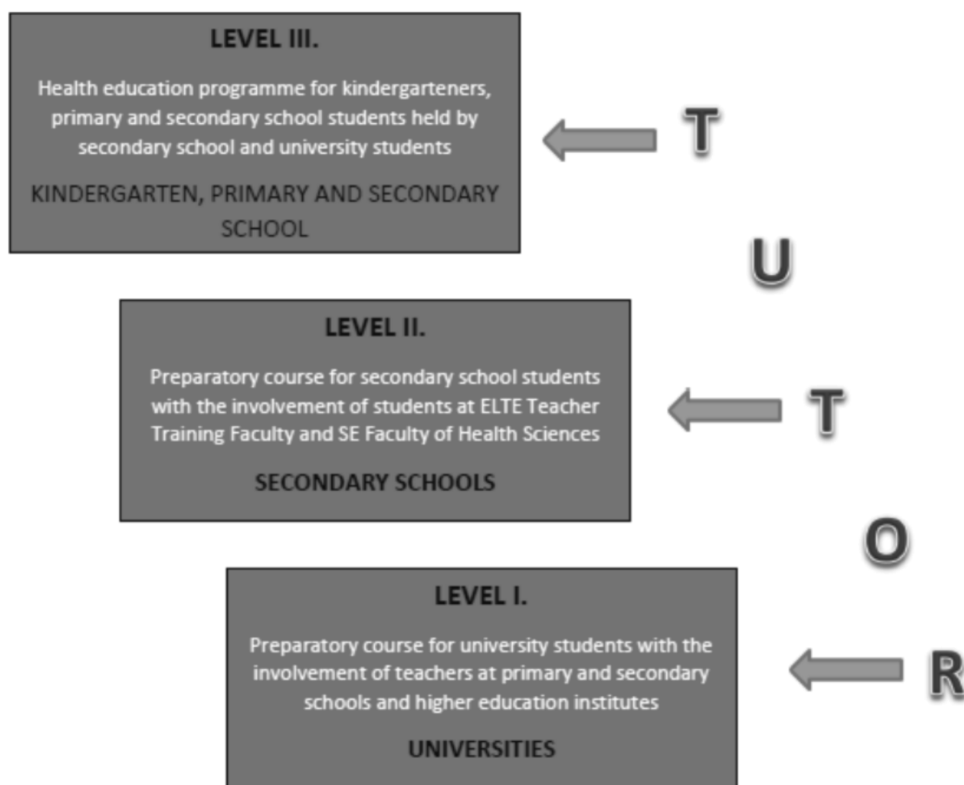 LEVEL III.
Health education programme for kindergarteners,
primary and secondary school students held by
secondary school and university students
KINDERGARTEN, PRIMARY AND SECONDARY
SCHOOL
T
U
LEVEL II.
Preparatory course for secondary school students
with the involvement of students at ELTE Teacher
Training Faculty and SE Faculty of Health Sciences
SECONDARY SCHOOLS
T
O
LEVEL I.
Preparatory course for university students with the
involvement of teachers at primary and secondary
schools and higher education institutes
UNIVERSITIES
R